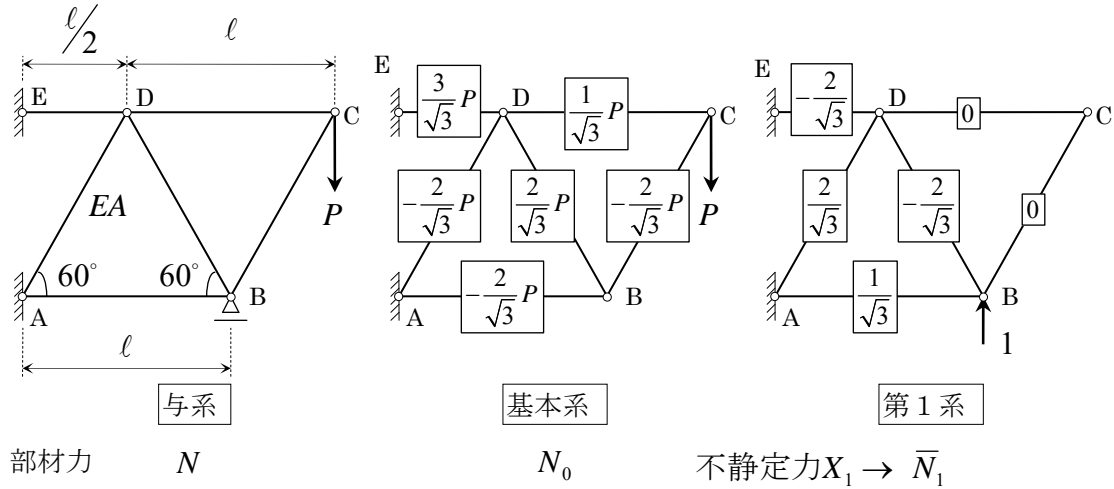 ℓ/2
ℓ
E
D
C
EA
P
60°
60°
A
B
ℓ
与系
E
3/√3 P
D
1/√3 P
C
-2/√3 P
2/√3 P
-2/√3 P
P
-2/√3 P
A
B
基本系
E
-2/√3
D
0
C
2/√3
-2/√3
0
1/√3
A
B
1
第1系
部材力 N N₀ 不静定力X₁→ N̅₁